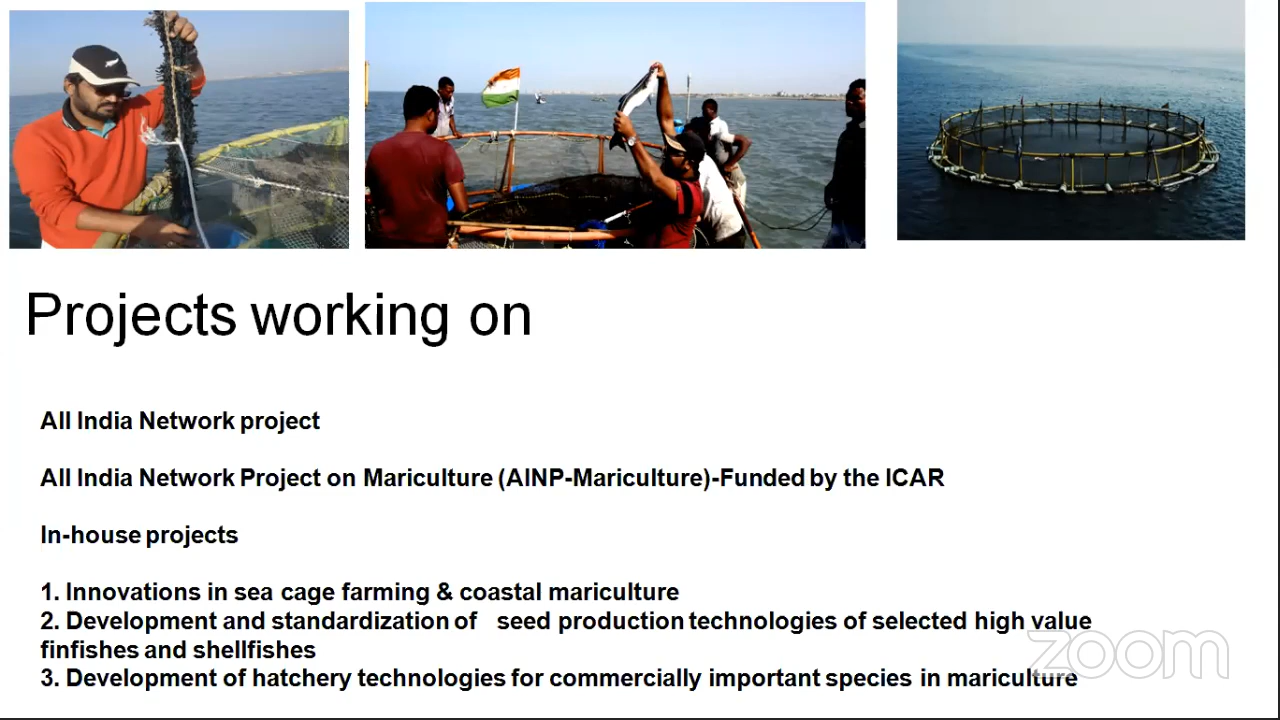 Projects working on
All India Network project
All India Network Project on Mariculture (AINP-Mariculture)-Funded by the ICAR
In-house projects
1. Innovations in sea cage farming & coastal mariculture
2. Development and standardization of seed production technologies of selected high value
finfishes and shellfishes
3. Development of hatchery technologies for commercially important species in mariculture
zoom